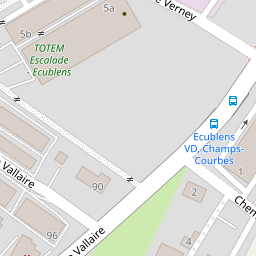 5a
e Verney
5b
TOTEM
Escalade
Ecublens
Ecublens
VD, Champs-
Courbes
1
Vallaire
90
2
Chem
96
Vallaire
4